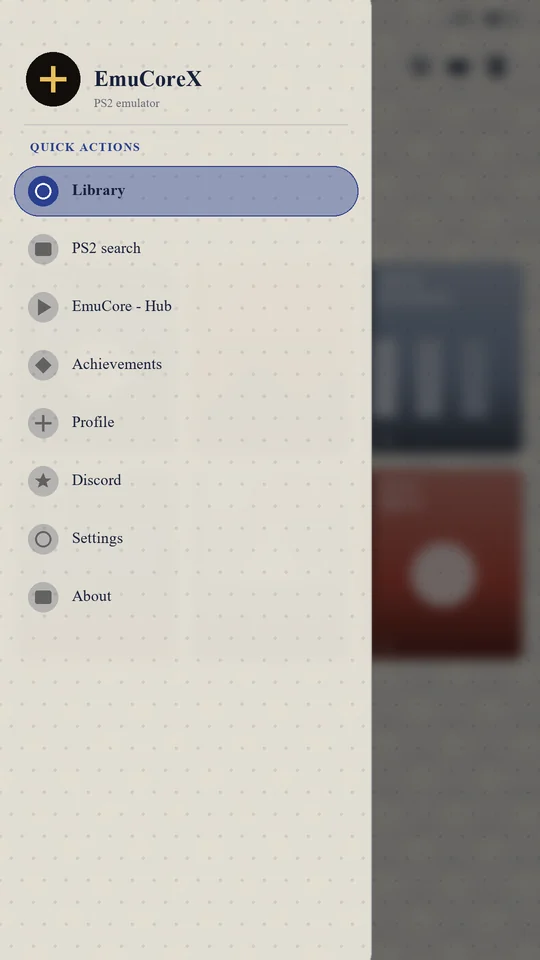 EmuCoreX
PS2 emulator
QUICK ACTIONS
Library
PS2 search
EmuCore - Hub
Achievements
Profile
Discord
Settings
About